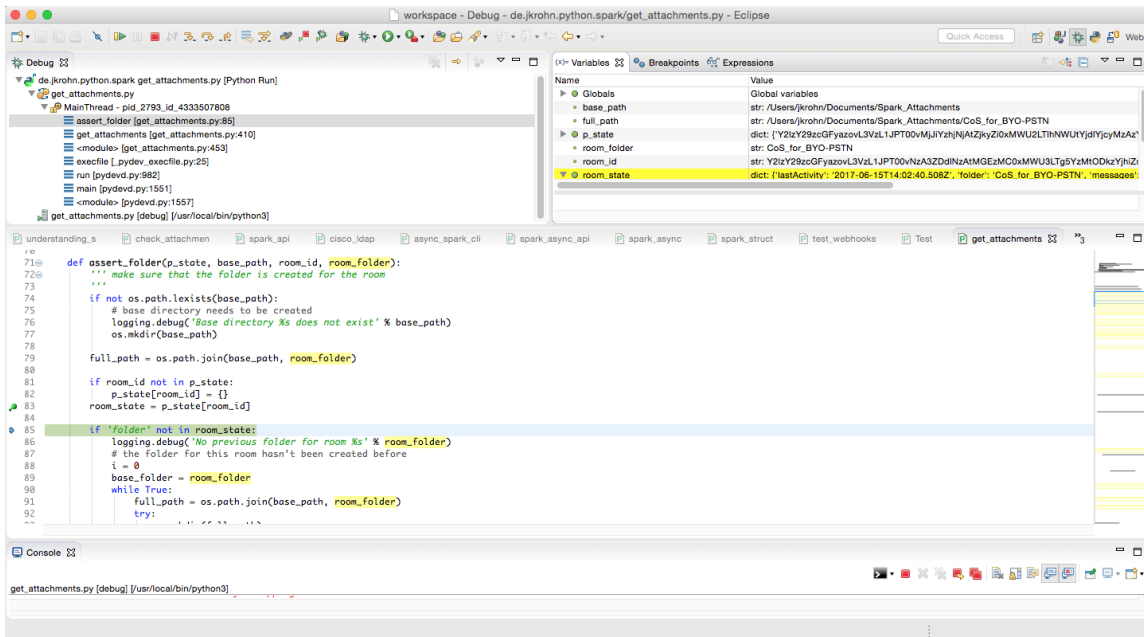 workspace - Debug - de.jkrohn.python.spark/get_attachments.py - Eclipse
Quick Access
Web
Debug
de.jkrohn.python.spark get_attachments.py [Python Run]
get_attachments.py
MainThread - pid_2793_id_4333507808
assert_folder [get_attachments.py:85]
get_attachments [get_attachments.py:410]
<module> [get_attachments.py:453]
execfile [_pydev_execfile.py:25]
run [pydevd.py:982]
main [pydevd.py:1551]
<module> [pydevd.py:1557]
get_attachments.py [debug] [/usr/local/bin/python3]
(x)= Variables Breakpoints Expressions
Name Value
Globals Global variables
base_path str: /Users/jkrohn/Documents/Spark_Attachments
full_path str: /Users/jkrohn/Documents/Spark_Attachments/CoS_for_BYO-PSTN
p_state dict:
room_folder str: CoS_for_BYO-PSTN
room_id str:
room_state dict: {'lastActivity': '2017-06-15T14:02:40.508Z', 'folder': 'CoS_for_BYO-PSTN', 'messages':
understanding_s check_attachmen spark_api cisco_ldap async_spark_cli spark_async_api spark_async spark_struct test_webhooks Test get_attachments 3
70
71 def assert_folder(p_state, base_path, room_id, room_folder):
72 ''' make sure that the folder is created for the room
73 '''
74 if not os.path.lexists(base_path):
75 # base directory needs to be created
76 logging.debug('Base directory %s does not exist' % base_path)
77 os.mkdir(base_path)
78
79 full_path = os.path.join(base_path, room_folder)
80
81 if room_id not in p_state:
82 p_state[room_id] = {}
83 room_state = p_state[room_id]
84
85 if 'folder' not in room_state:
86 logging.debug('No previous folder for room %s' % room_folder)
87 # the folder for this room hasn't been created before
88 i = 0
89 base_folder = room_folder
90 while True:
91 full_path = os.path.join(base_path, room_folder)
92 try:
Console
get_attachments.py [debug] [/usr/local/bin/python3]